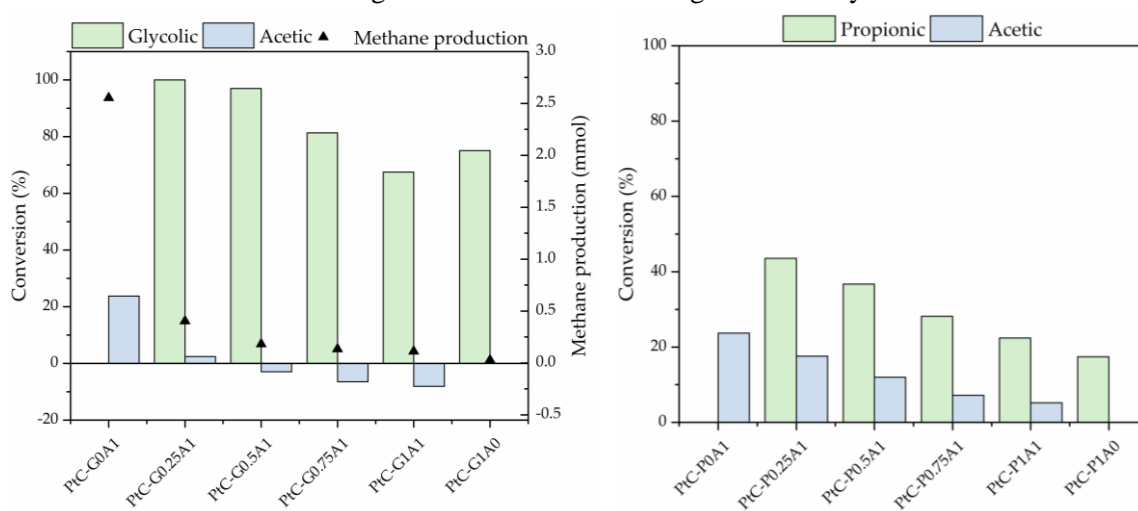 Glycolic Acetic Methane production
Conversion (%)
100
80
60
40
20
0
-20
3.0
2.5
2.0
1.5
1.0
0.5
0.0
-0.5
Methane production (mmol)
PtC-G0A1
PtC-G0.25A1
PtC-G0.5A1
PtC-G0.75A1
PtC-G1A1
PtC-G1A0
Propionic Acetic
Conversion (%)
100
80
60
40
20
0
PtC-P0A1
PtC-P0.25A1
PtC-P0.5A1
PtC-P0.75A1
PtC-P1A1
PtC-P1A0